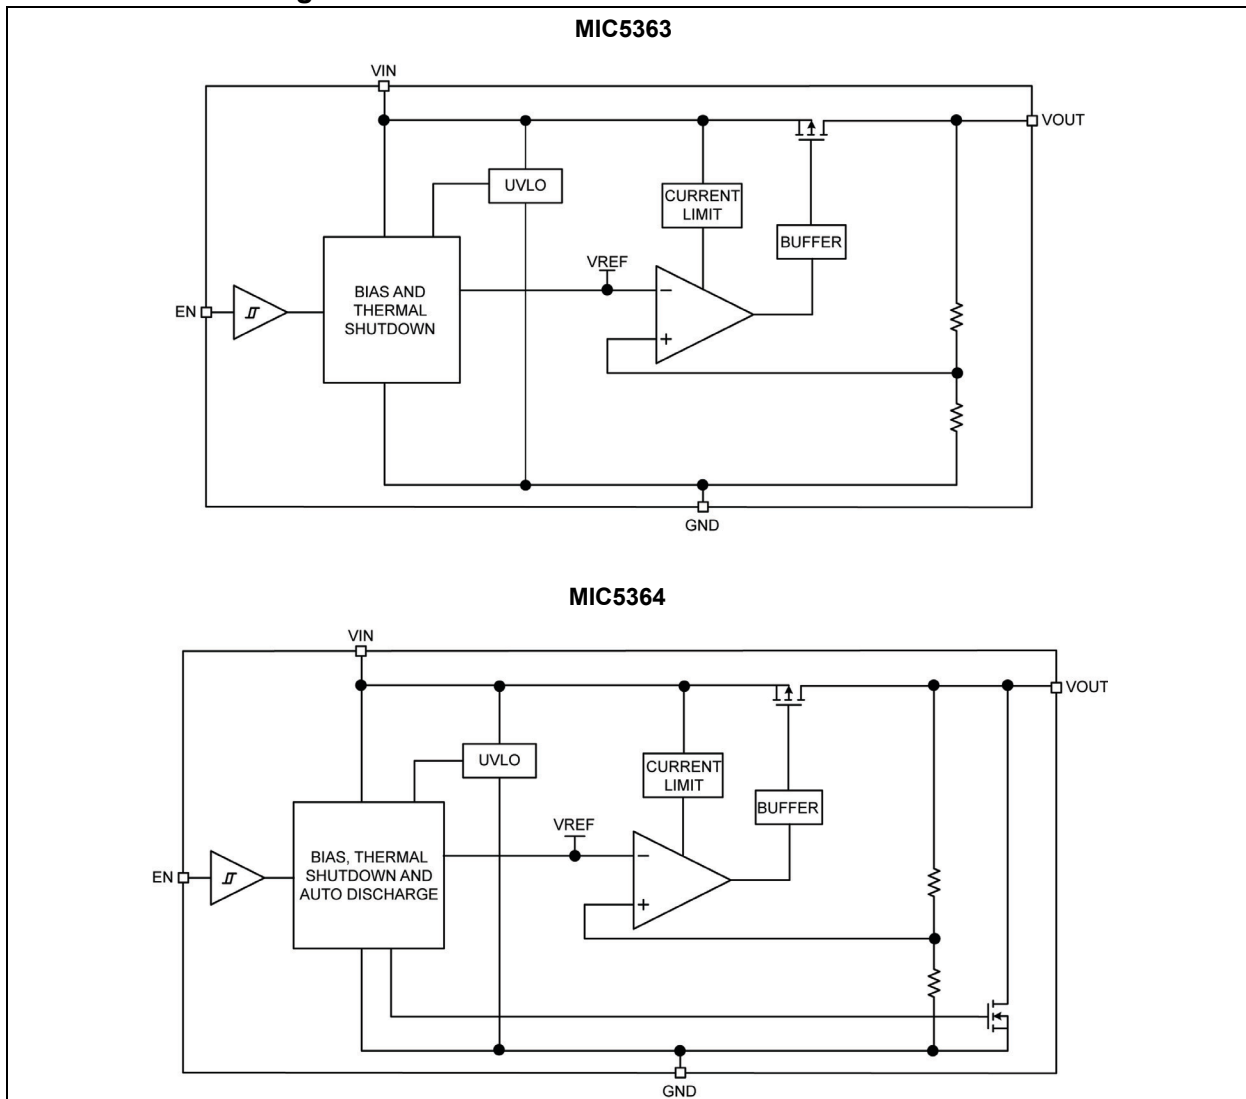 MIC5363
VIN
VOUT
UVLO
CURRENT
LIMIT
BUFFER
VREF
BIAS AND
THERMAL
SHUTDOWN
EN
−
+
GND
MIC5364
VIN
VOUT
UVLO
CURRENT
LIMIT
BUFFER
VREF
BIAS, THERMAL
SHUTDOWN AND
AUTO DISCHARGE
EN
−
+
GND